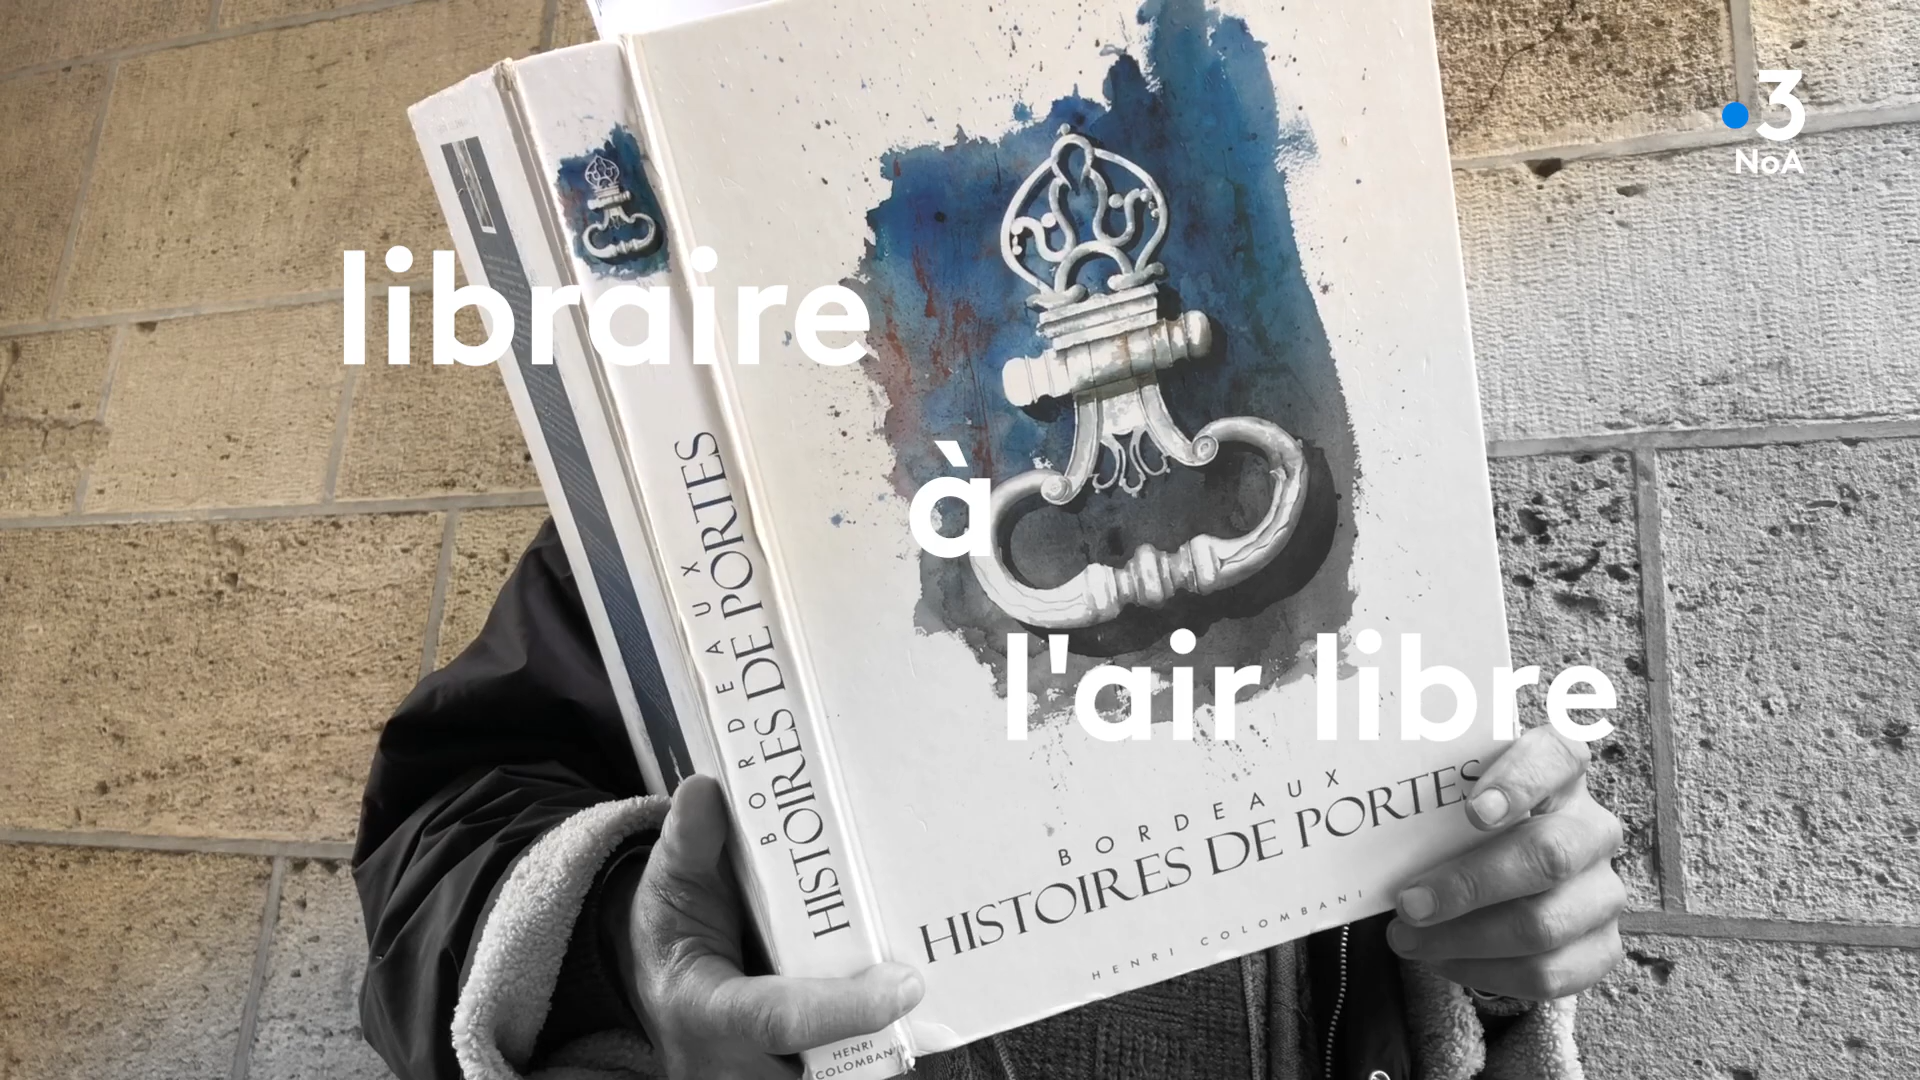 3
NoA
libraire
à
l'air libre
BORDEAUX
HISTOIRES DE PORTES
HENRI
COLOMBANI
BORDEAUX
HISTOIRES DE PORTES
HENRI COLOMBANI